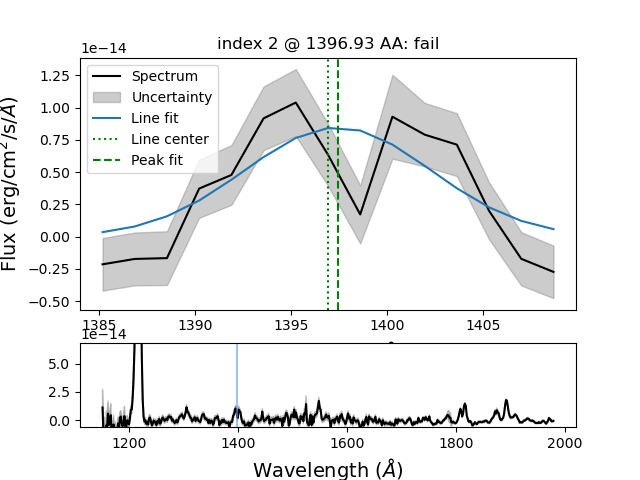 index 2 @ 1396.93 AA: fail
1e−14
Flux (erg/cm²/s/Å)
1.25
1.00
0.75
0.50
0.25
0.00
−0.25
−0.50
Spectrum
Uncertainty
Line fit
Line center
Peak fit
1385 1390 1395 1400 1405
1e−14
5.0
2.5
0.0
1200 1400 1600 1800 2000
Wavelength (Å)